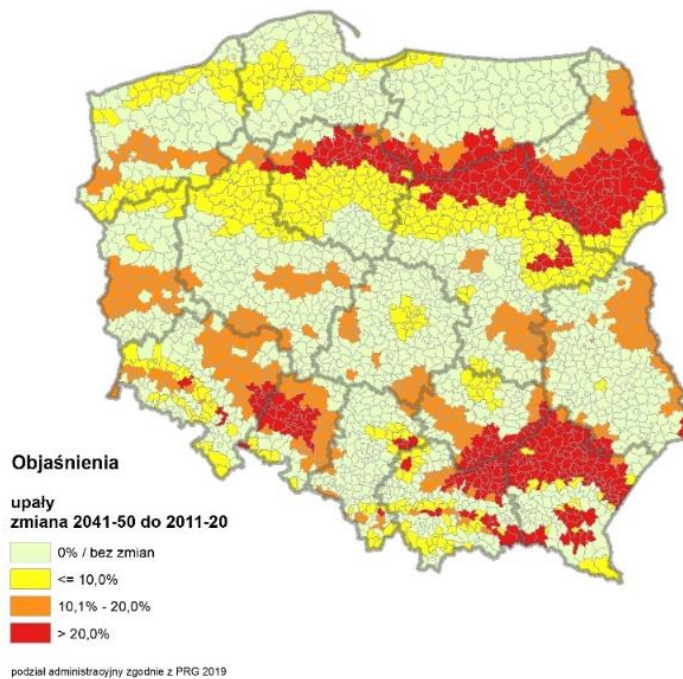 Objaśnienia
upały
zmiana 2041-50 do 2011-20
0% / bez zmian
<= 10,0%
10,1% - 20,0%
> 20,0%
podział administracyjny zgodnie z PRG 2019